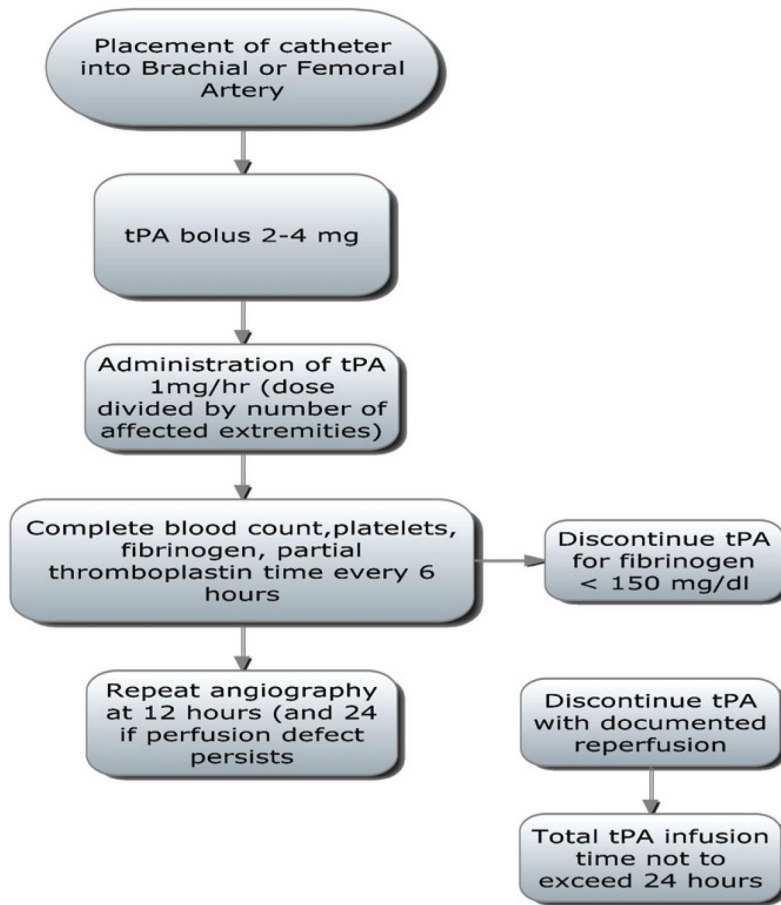 Placement of catheter
into Brachial or Femoral
Artery
tPA bolus 2-4 mg
Administration of tPA
1mg/hr (dose
divided by number of
affected extremities)
Complete blood count,platelets,
fibrinogen, partial
thromboplastin time every 6
hours
Discontinue tPA
for fibrinogen
< 150 mg/dl
Repeat angiography
at 12 hours (and 24
if perfusion defect
persists
Discontinue tPA
with documented
reperfusion
Total tPA infusion
time not to
exceed 24 hours